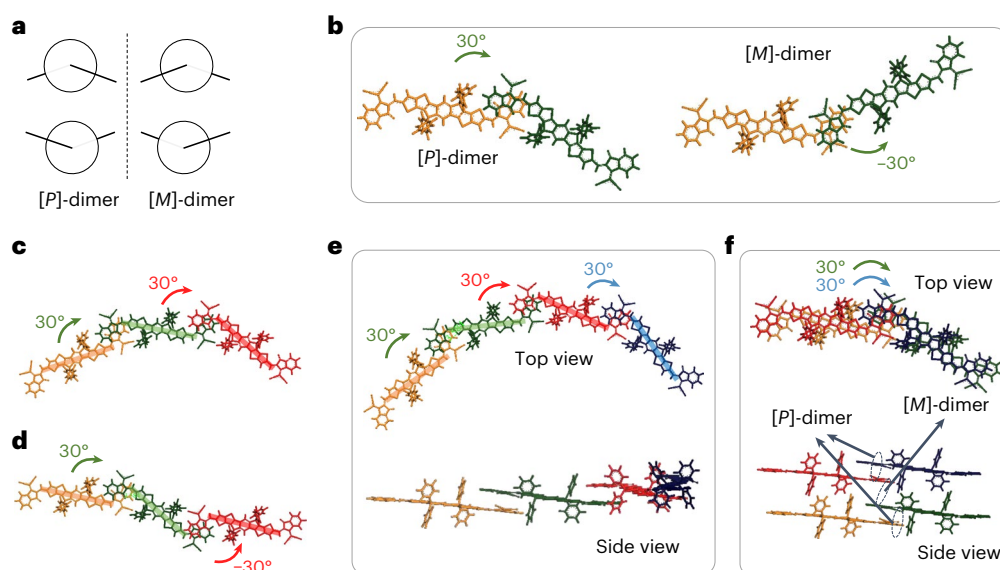 a
[P]-dimer [M]-dimer
b
30°
[M]-dimer
[P]-dimer
–30°
c
30°
30°
d
30°
–30°
e
30°
30°
30°
Top view
Side view
f
30°
30°
Top view
[P]-dimer
[M]-dimer
Side view